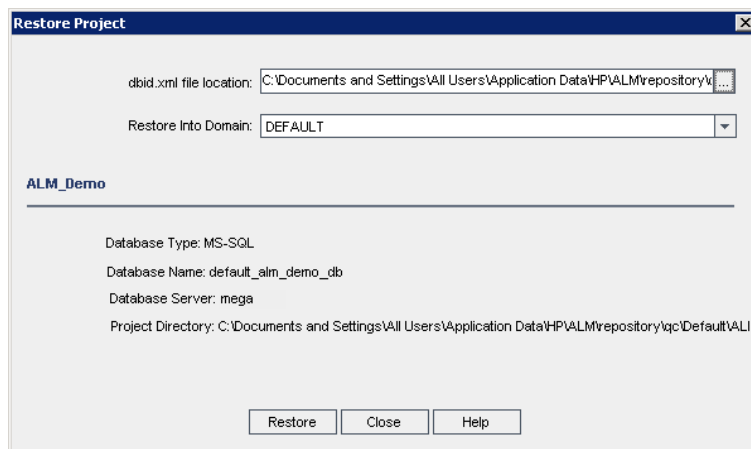 Restore Project
dbid.xml file location: C:\Documents and Settings\All Users\Application Data\HP\ALM\repository\q ...
Restore Into Domain: DEFAULT
ALM_Demo
Database Type: MS-SQL
Database Name: default_alm_demo_db
Database Server: mega
Project Directory: C:\Documents and Settings\All Users\Application Data\HP\ALM\repository\qc\Default\ALI
Restore Close Help